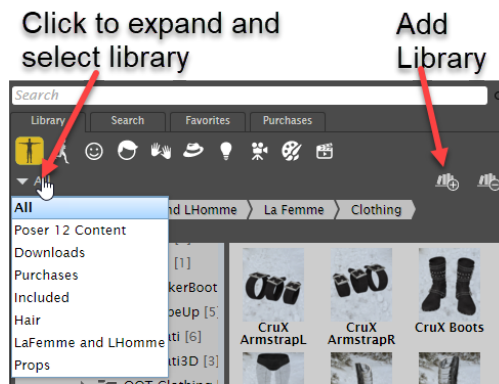 Click to expand and
select library
Add
Library
Search
Library
Search
Favorites
Purchases
All
All
Poser 12 Content
Downloads
Purchases
Included
Hair
LaFemme and LHomme
Props
nd LHomme
La Femme
Clothing
[1]
kerBoot
peUp [5]
ti [6]
ti3D [3]
OOT Clothing
CruX
ArmstrapL
CruX
ArmstrapR
CruX Boots